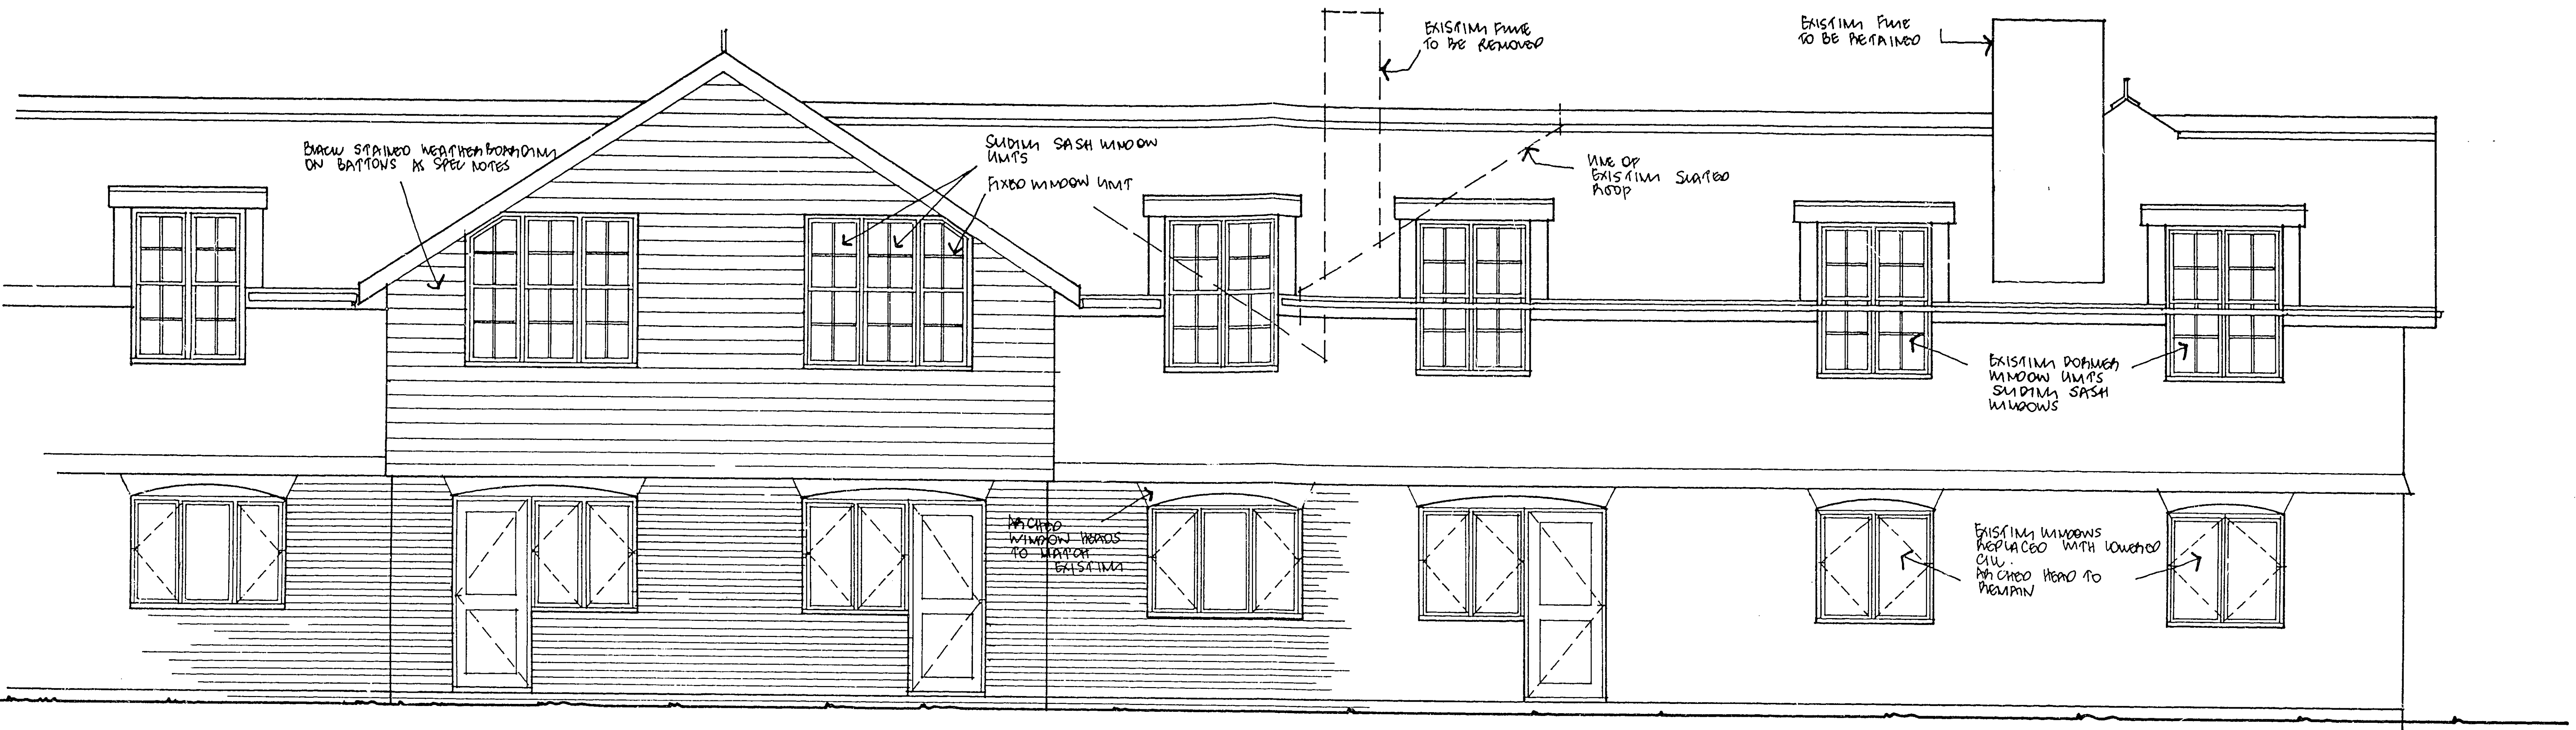 EXISTING FLUE
TO BE REMOVED
EXISTING FLUE
TO BE RETAINED
BLACK STAINED WEATHERBOARDING
ON BATTONS AS SPEC NOTES
SLIDING SASH WINDOW
UNITS
FIXED WINDOW UNIT
LINE OF
EXISTING SLATED
ROOF
EXISTING DORMER
WINDOW UNITS
SLIDING SASH
WINDOWS
ARCHED
WINDOW HEADS
TO MATCH
EXISTING
EXISTING WINDOWS
REPLACED WITH LOWERED
CILL.
ARCHED HEAD TO
REMAIN